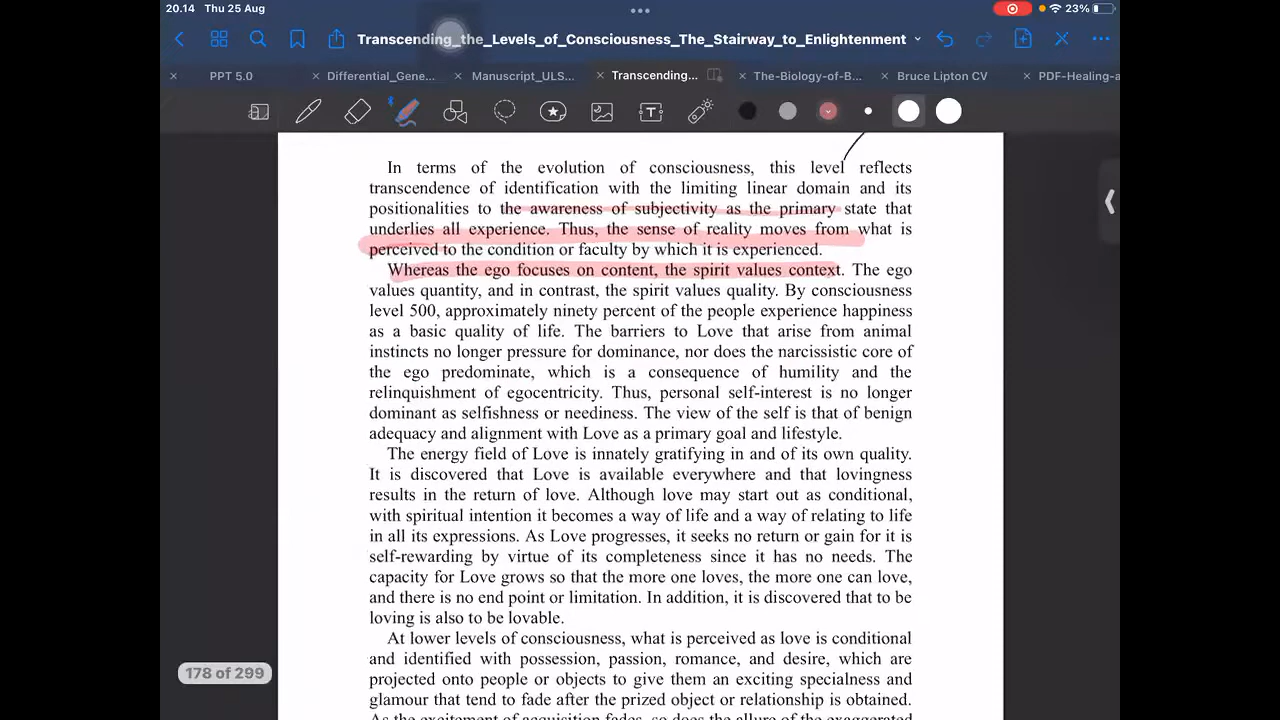 20.14 Thu 25 Aug
23%
Transcending_the_Levels_of_Consciousness_The_Stairway_to_Enlightenment
PPT 5.0
Differential_Gene...
Manuscript_ULS...
Transcending...
The-Biology-of-B...
Bruce Lipton CV
PDF-Healing-a
In terms of the evolution of consciousness, this level reflects
transcendence of identification with the limiting linear domain and its
positionalities to the awareness of subjectivity as the primary state that
underlies all experience. Thus, the sense of reality moves from what is
perceived to the condition or faculty by which it is experienced.
Whereas the ego focuses on content, the spirit values context. The ego
values quantity, and in contrast, the spirit values quality. By consciousness
level 500, approximately ninety percent of the people experience happiness
as a basic quality of life. The barriers to Love that arise from animal
instincts no longer pressure for dominance, nor does the narcissistic core of
the ego predominate, which is a consequence of humility and the
relinquishment of egocentricity. Thus, personal self-interest is no longer
dominant as selfishness or neediness. The view of the self is that of benign
adequacy and alignment with Love as a primary goal and lifestyle.
The energy field of Love is innately gratifying in and of its own quality.
It is discovered that Love is available everywhere and that lovingness
results in the return of love. Although love may start out as conditional,
with spiritual intention it becomes a way of life and a way of relating to life
in all its expressions. As Love progresses, it seeks no return or gain for it is
self-rewarding by virtue of its completeness since it has no needs. The
capacity for Love grows so that the more one loves, the more one can love,
and there is no end point or limitation. In addition, it is discovered that to be
loving is also to be lovable.
At lower levels of consciousness, what is perceived as love is conditional
and identified with possession, passion, romance, and desire, which are
projected onto people or objects to give them an exciting specialness and
glamour that tend to fade after the prized object or relationship is obtained.
As the excitement of acquisition fades, so does the allure of the exaggerated
178 of 299